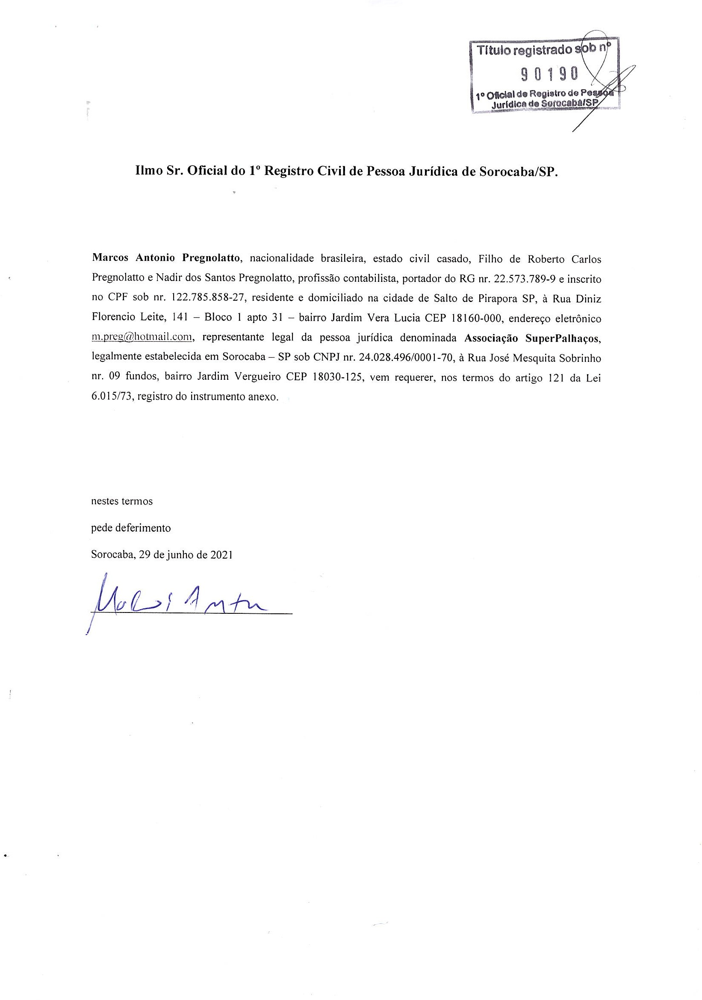 Título registrado sob nº
90190
1º Oficial de Registro de Pessoa
Jurídica de Sorocaba/SP
Ilmo Sr. Oficial do 1º Registro Civil de Pessoa Jurídica de Sorocaba/SP.
Marcos Antonio Pregnolatto, nacionalidade brasileira, estado civil casado, Filho de Roberto Carlos
Pregnolatto e Nadir dos Santos Pregnolatto, profissão contabilista, portador do RG nr. 22.573.789-9 e inscrito
no CPF sob nr. 122.785.858-27, residente e domiciliado na cidade de Salto de Pirapora SP, à Rua Diniz
Florencio Leite, 141 – Bloco 1 apto 31 – bairro Jardim Vera Lucia CEP 18160-000, endereço eletrônico
m.preg@hotmail.com, representante legal da pessoa jurídica denominada Associação SuperPalhaços,
legalmente estabelecida em Sorocaba – SP sob CNPJ nr. 24.028.496/0001-70, à Rua José Mesquita Sobrinho
nr. 09 fundos, bairro Jardim Vergueiro CEP 18030-125, vem requerer, nos termos do artigo 121 da Lei
6.015/73, registro do instrumento anexo.
nestes termos
pede deferimento
Sorocaba, 29 de junho de 2021